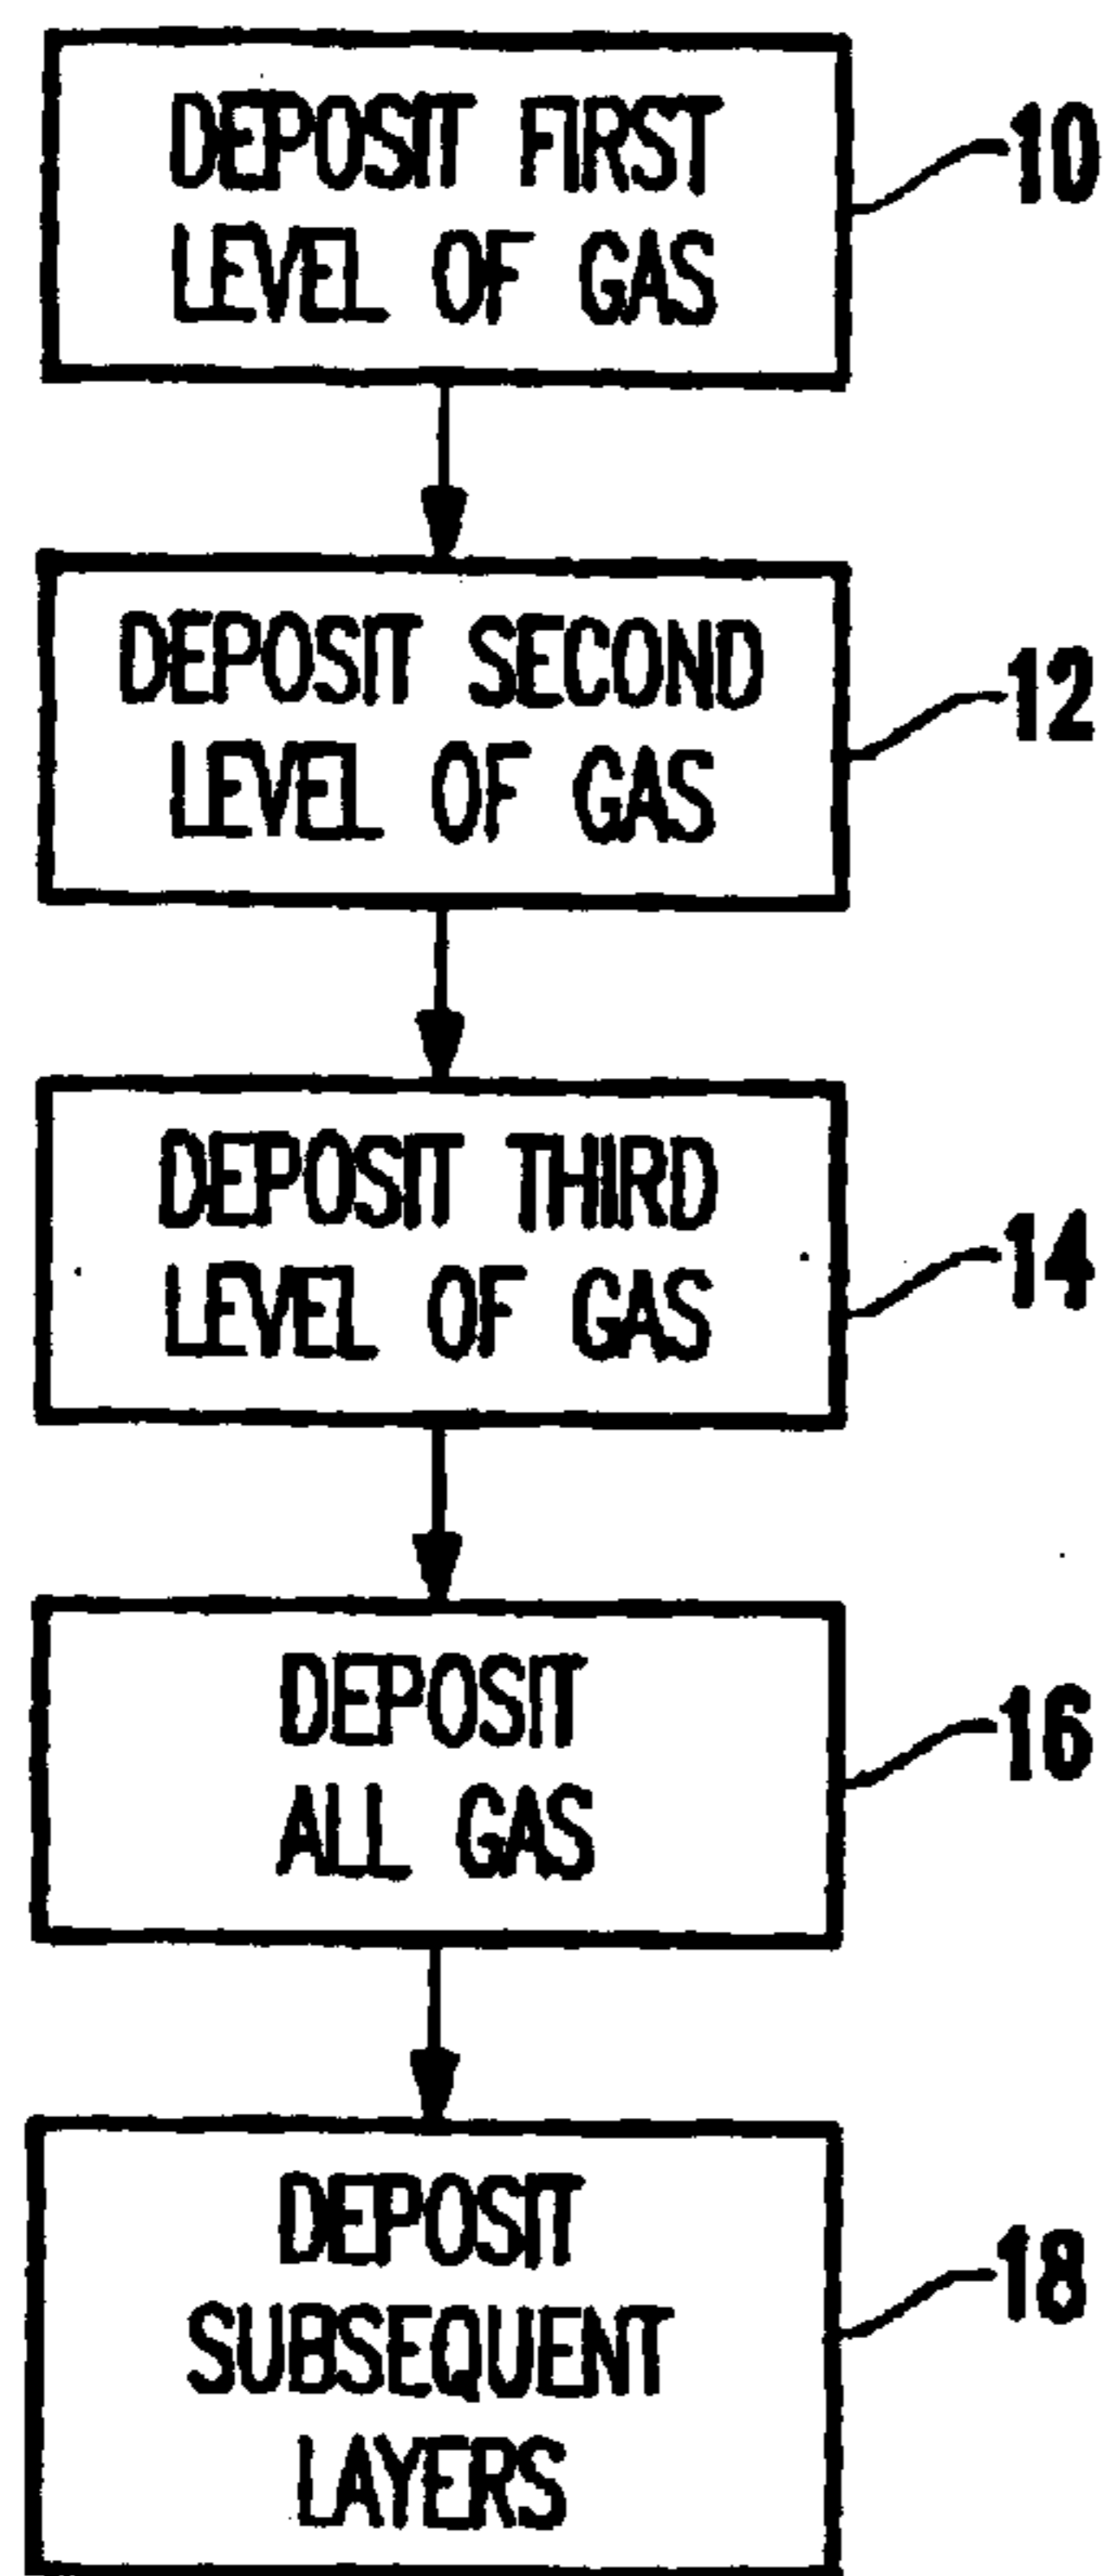 DEPOSIT FIRST
LEVEL OF GAS
10
DEPOSIT SECOND
LEVEL OF GAS
12
DEPOSIT THIRD
LEVEL OF GAS
14
DEPOSIT
ALL GAS
16
DEPOSIT
SUBSEQUENT
LAYERS
18